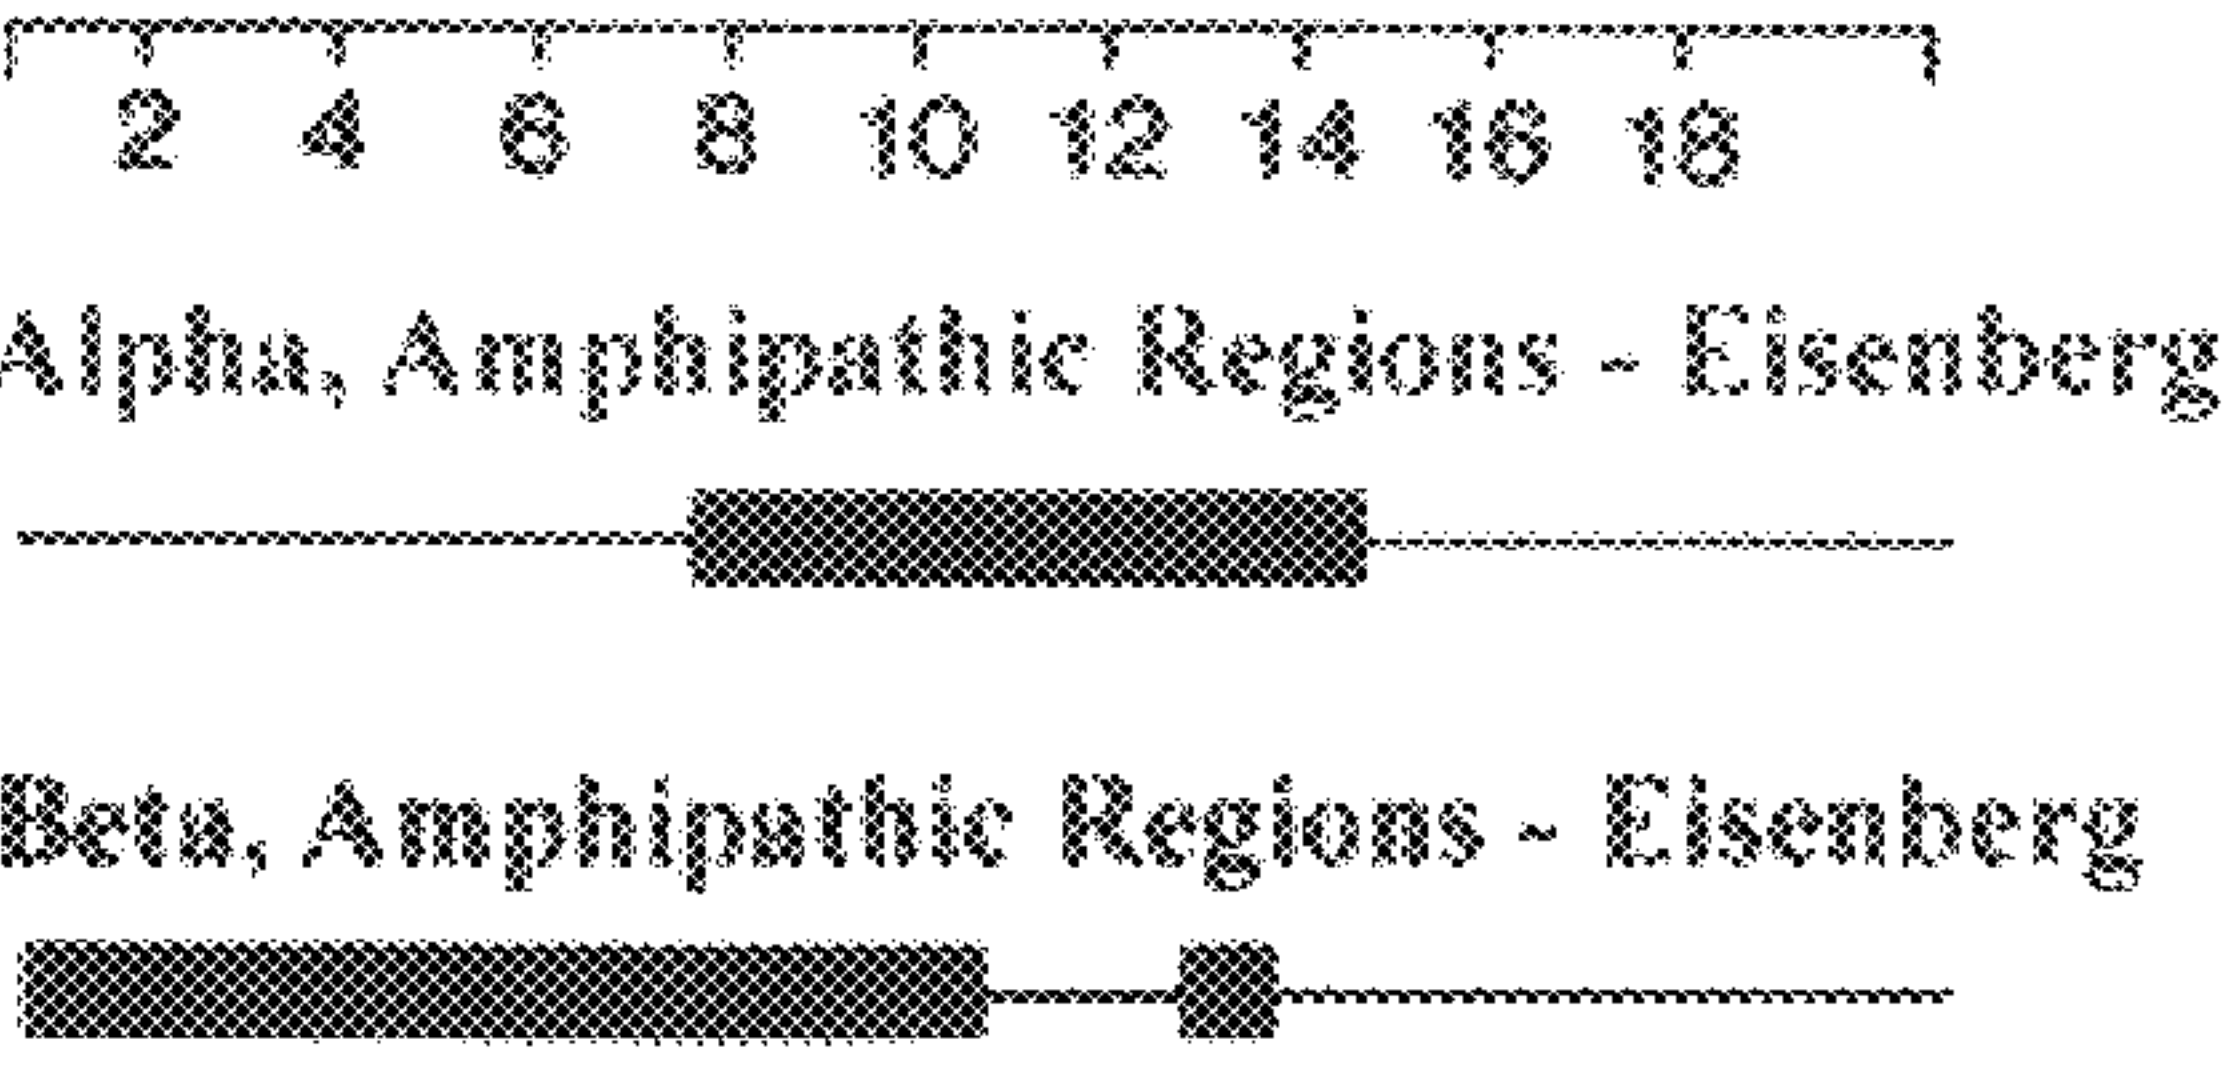 2 4 6 8 10 12 14 16 18
Alpha, Amphipathic Regions - Eisenberg
Beta, Amphipathic Regions - Eisenberg